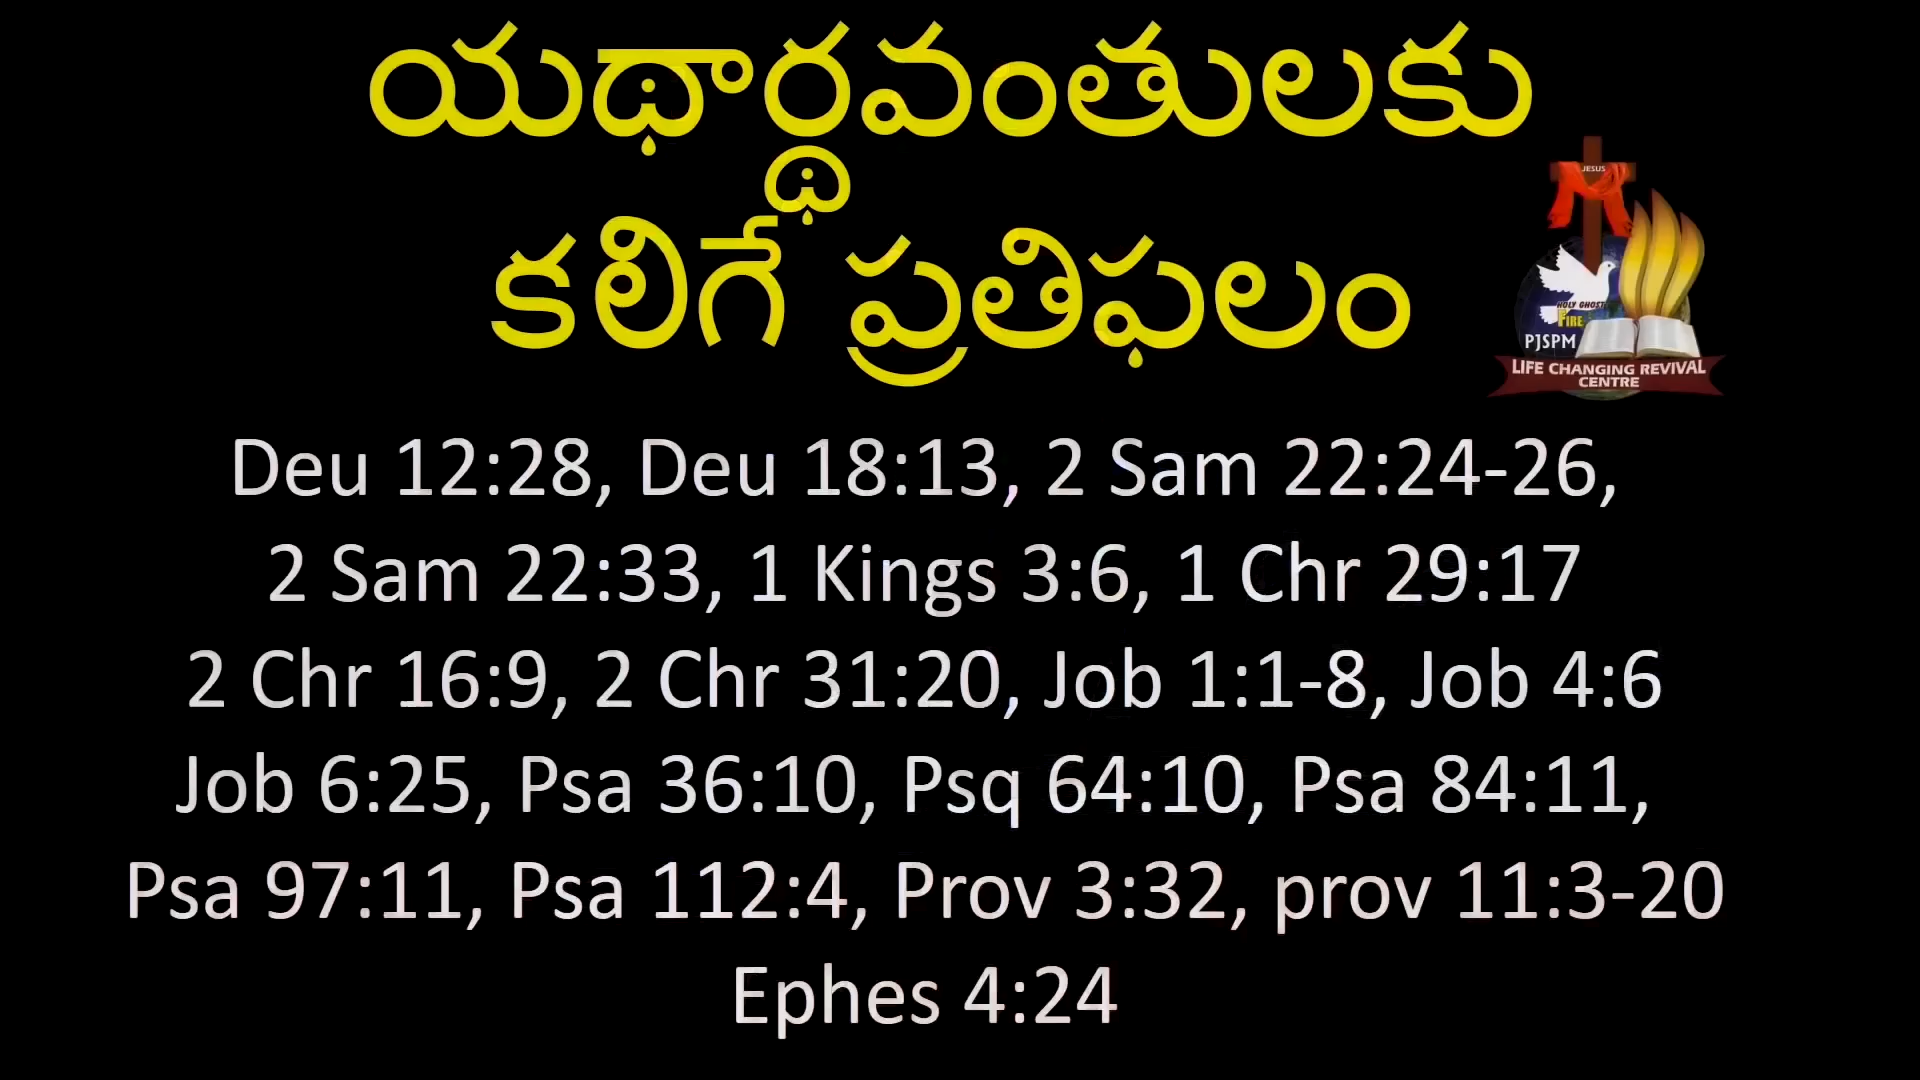 యథార్థవంతులకు
కలిగే ప్రతిఫలం
JESUS
HOLY GHOST
FIRE
PJSPM
LIFE CHANGING REVIVAL
CENTRE
Deu 12:28, Deu 18:13, 2 Sam 22:24-26,
2 Sam 22:33, 1 Kings 3:6, 1 Chr 29:17
2 Chr 16:9, 2 Chr 31:20, Job 1:1-8, Job 4:6
Job 6:25, Psa 36:10, Psq 64:10, Psa 84:11,
Psa 97:11, Psa 112:4, Prov 3:32, prov 11:3-20
Ephes 4:24